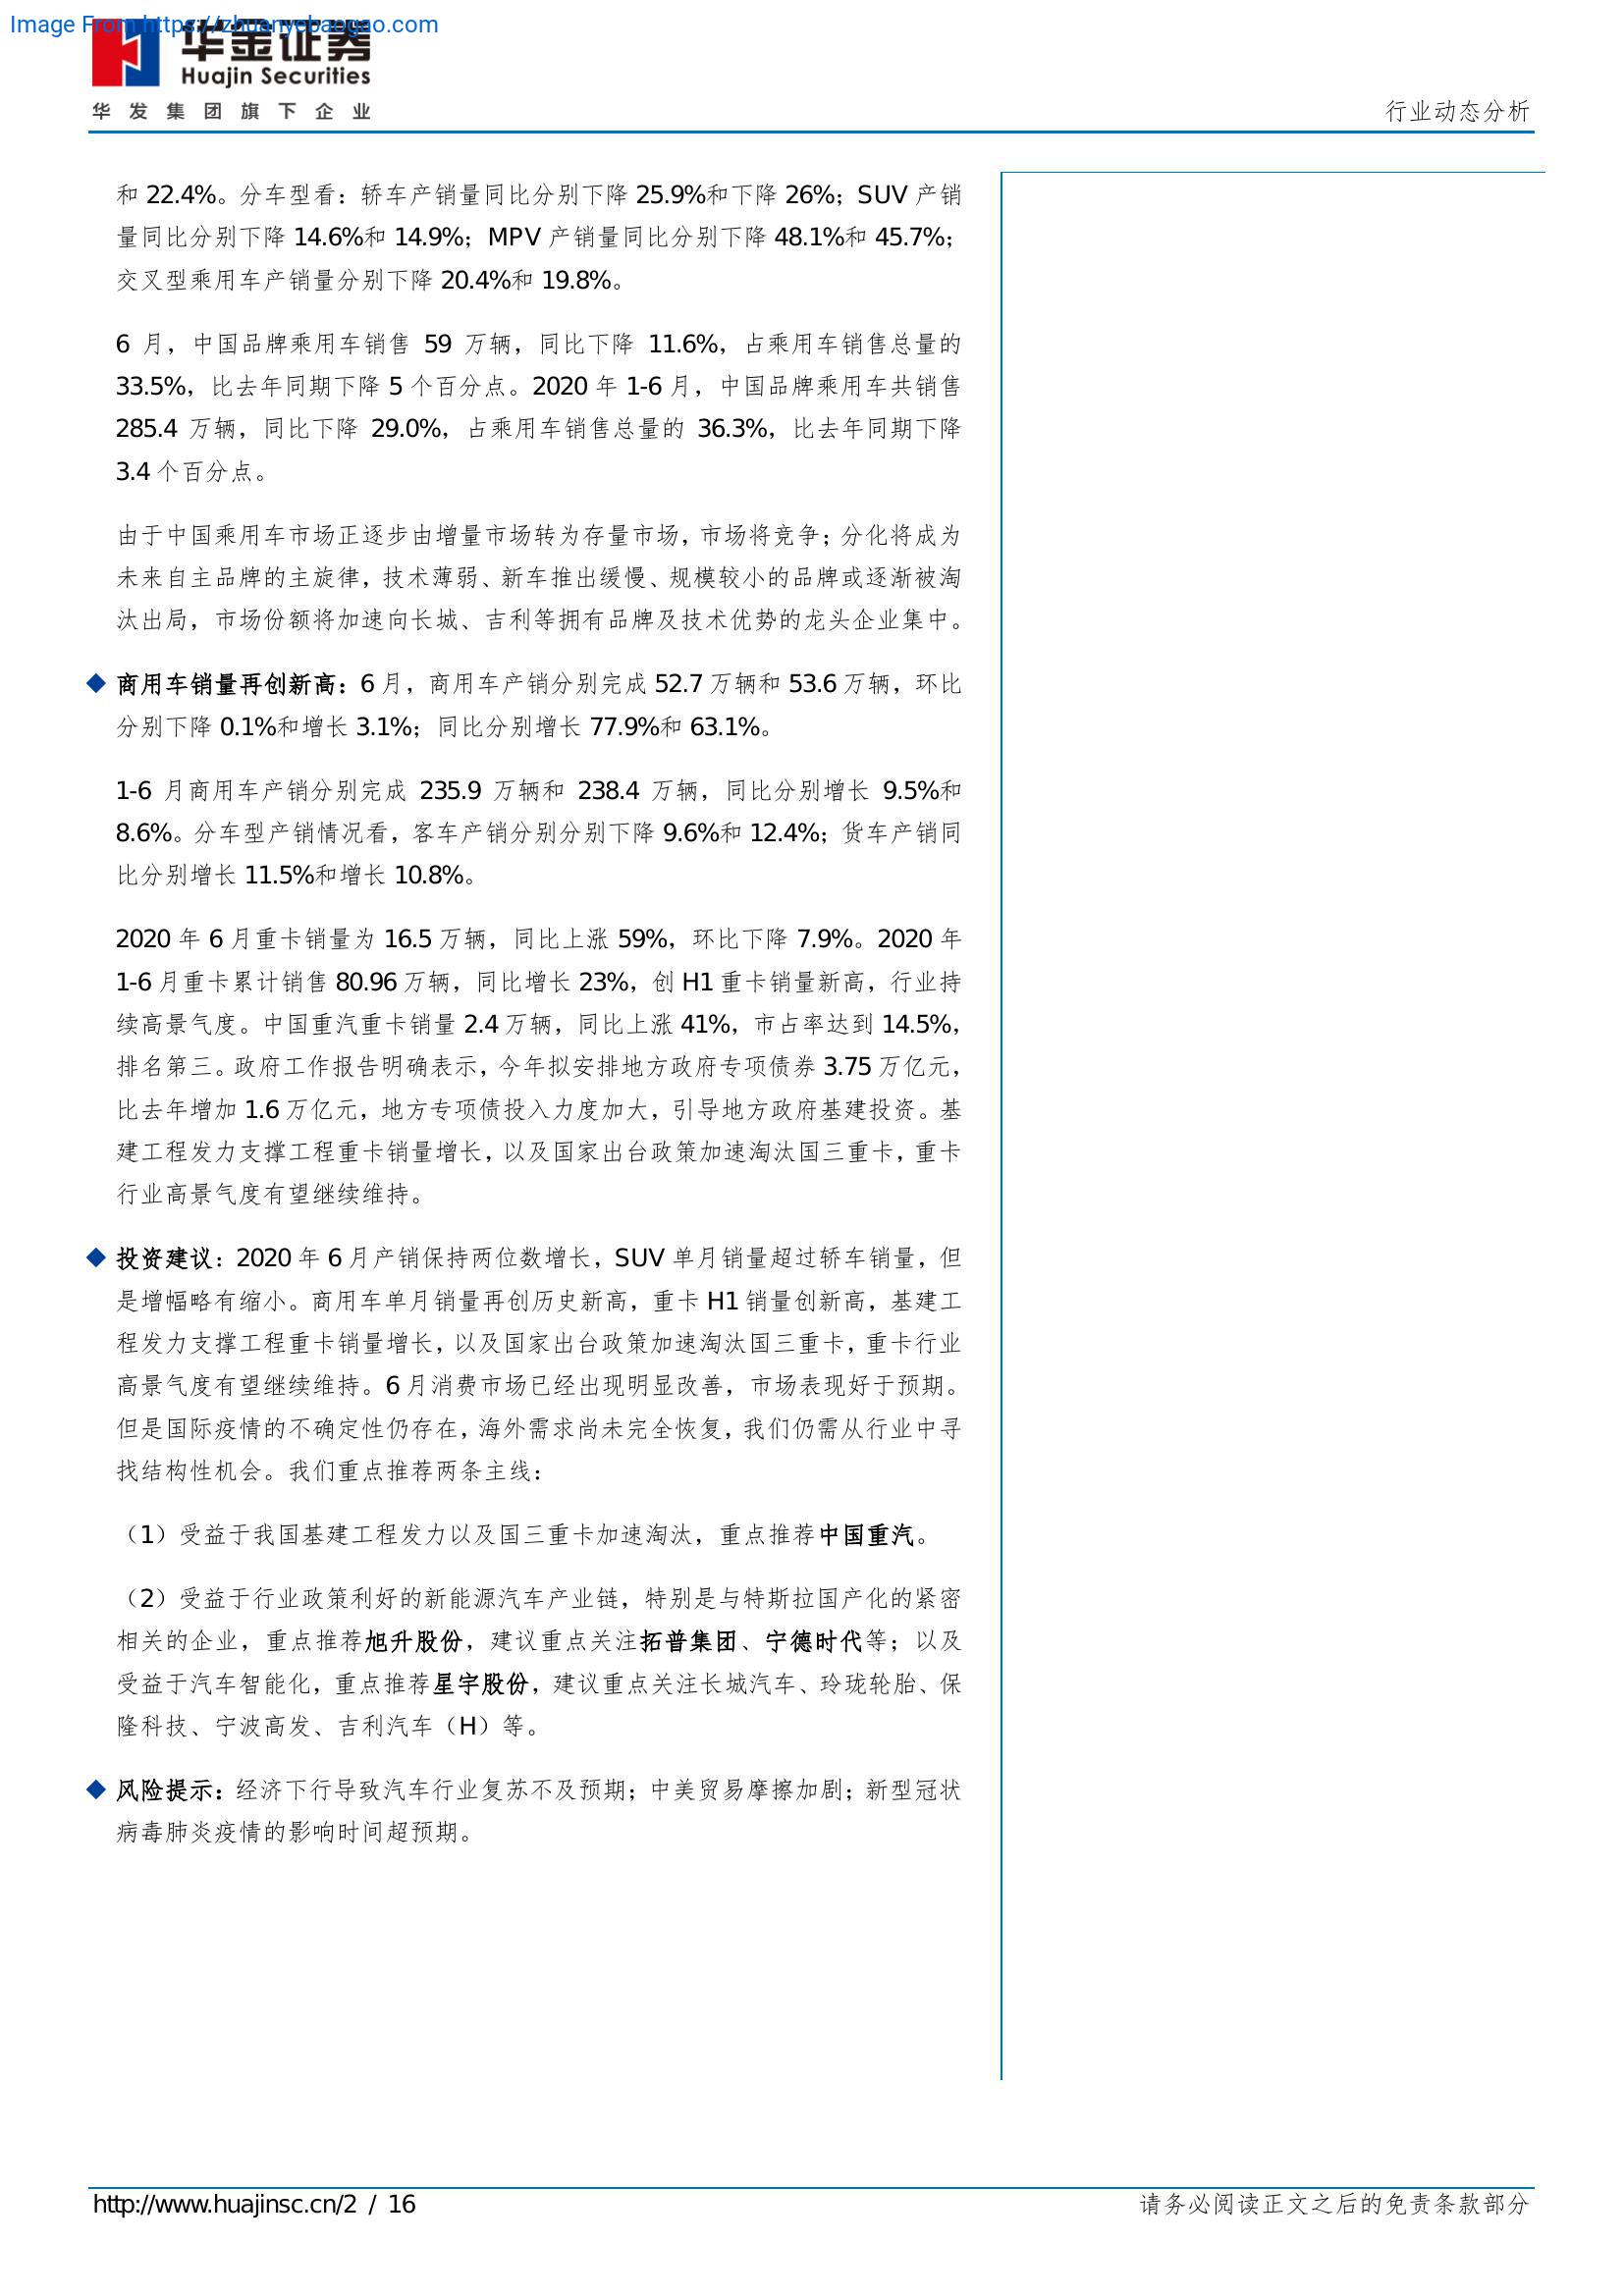 Image From https://zhuanyebaogao.com
华金证券
Huajin Securities
华发集团旗下企业
行业动态分析
和 22.4%。分车型看：轿车产销量同比分别下降 25.9%和下降 26%；SUV 产销
量同比分别下降 14.6%和 14.9%；MPV 产销量同比分别下降 48.1%和 45.7%；
交叉型乘用车产销量分别下降 20.4%和 19.8%。
6 月，中国品牌乘用车销售 59 万辆，同比下降 11.6%，占乘用车销售总量的
33.5%，比去年同期下降 5 个百分点。2020 年 1-6 月，中国品牌乘用车共销售
285.4 万辆，同比下降 29.0%，占乘用车销售总量的 36.3%，比去年同期下降
3.4 个百分点。
由于中国乘用车市场正逐步由增量市场转为存量市场，市场将竞争；分化将成为
未来自主品牌的主旋律，技术薄弱、新车推出缓慢、规模较小的品牌或逐渐被淘
汰出局，市场份额将加速向长城、吉利等拥有品牌及技术优势的龙头企业集中。
◆ 商用车销量再创新高：6 月，商用车产销分别完成 52.7 万辆和 53.6 万辆，环比
分别下降 0.1%和增长 3.1%；同比分别增长 77.9%和 63.1%。
1-6 月商用车产销分别完成 235.9 万辆和 238.4 万辆，同比分别增长 9.5%和
8.6%。分车型产销情况看，客车产销分别分别下降 9.6%和 12.4%；货车产销同
比分别增长 11.5%和增长 10.8%。
2020 年 6 月重卡销量为 16.5 万辆，同比上涨 59%，环比下降 7.9%。2020 年
1-6 月重卡累计销售 80.96 万辆，同比增长 23%，创 H1 重卡销量新高，行业持
续高景气度。中国重汽重卡销量 2.4 万辆，同比上涨 41%，市占率达到 14.5%，
排名第三。政府工作报告明确表示，今年拟安排地方政府专项债券 3.75 万亿元，
比去年增加 1.6 万亿元，地方专项债投入力度加大，引导地方政府基建投资。基
建工程发力支撑工程重卡销量增长，以及国家出台政策加速淘汰国三重卡，重卡
行业高景气度有望继续维持。
◆ 投资建议：2020 年 6 月产销保持两位数增长，SUV 单月销量超过轿车销量，但
是增幅略有缩小。商用车单月销量再创历史新高，重卡 H1 销量创新高，基建工
程发力支撑工程重卡销量增长，以及国家出台政策加速淘汰国三重卡，重卡行业
高景气度有望继续维持。6 月消费市场已经出现明显改善，市场表现好于预期。
但是国际疫情的不确定性仍存在，海外需求尚未完全恢复，我们仍需从行业中寻
找结构性机会。我们重点推荐两条主线：
（1）受益于我国基建工程发力以及国三重卡加速淘汰，重点推荐中国重汽。
（2）受益于行业政策利好的新能源汽车产业链，特别是与特斯拉国产化的紧密
相关的企业，重点推荐旭升股份，建议重点关注拓普集团、宁德时代等；以及
受益于汽车智能化，重点推荐星宇股份，建议重点关注长城汽车、玲珑轮胎、保
隆科技、宁波高发、吉利汽车（H）等。
◆ 风险提示：经济下行导致汽车行业复苏不及预期；中美贸易摩擦加剧；新型冠状
病毒肺炎疫情的影响时间超预期。
http://www.huajinsc.cn/2 / 16
请务必阅读正文之后的免责条款部分